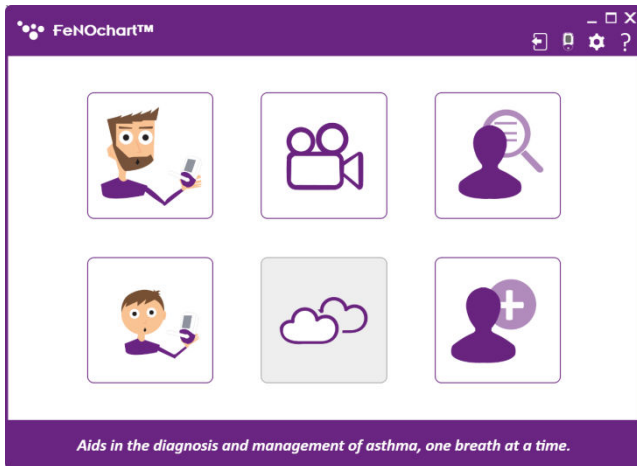 FeNOchart™
Aids in the diagnosis and management of asthma, one breath at a time.